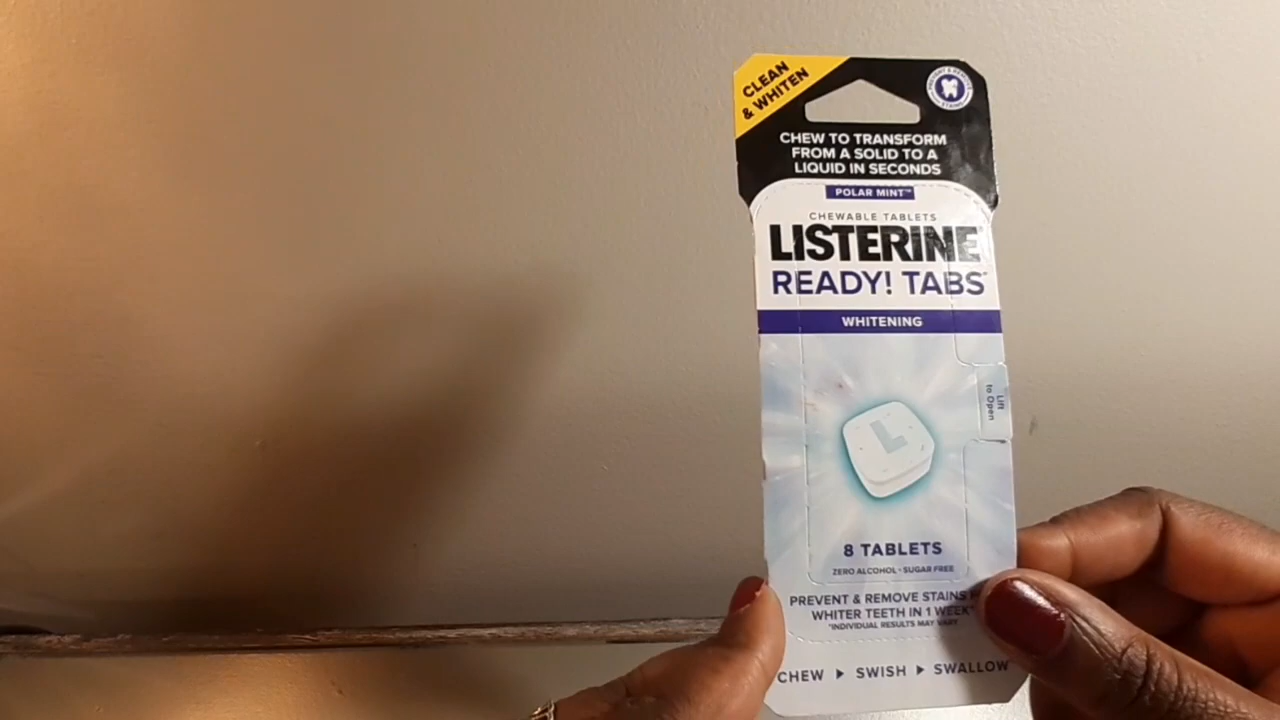 CLEAN
& WHITEN
CHEW TO TRANSFORM
FROM A SOLID TO A
LIQUID IN SECONDS
POLAR MINT™
CHEWABLE TABLETS
LISTERINE®
READY! TABS™
WHITENING
Lift
to Open
L
8 TABLETS
ZERO ALCOHOL • SUGAR FREE
PREVENT & REMOVE STAINS
WHITER TEETH IN 1 WEEK*
*INDIVIDUAL RESULTS MAY VARY
CHEW ▶ SWISH ▶ SWALLOW